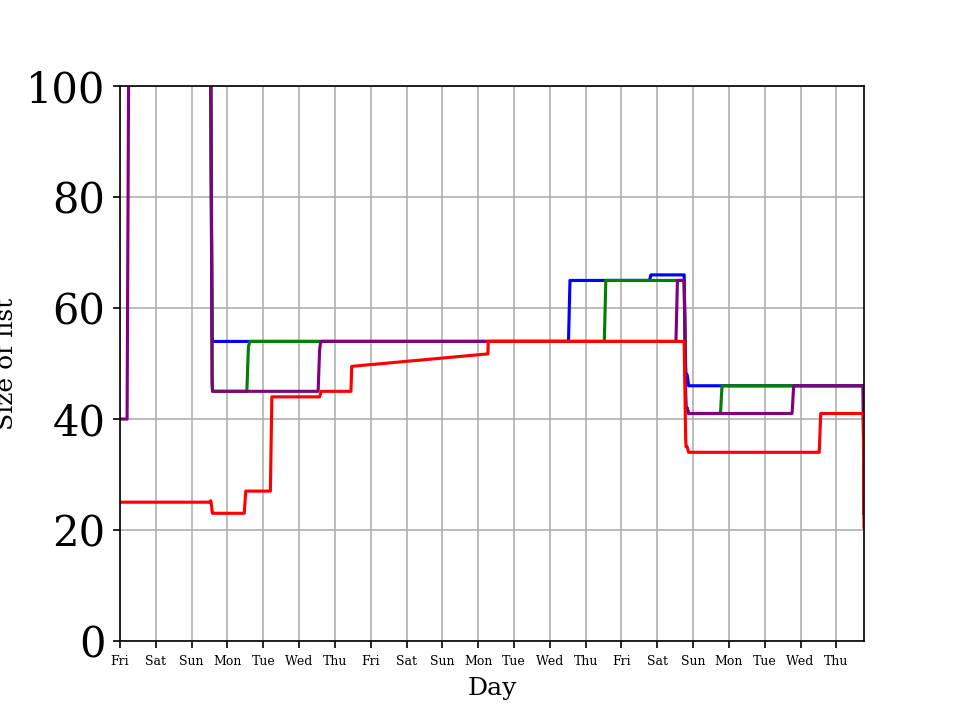 100
80
60
40
20
0
Size of list
Fri Sat Sun Mon Tue Wed Thu Fri Sat Sun Mon Tue Wed Thu Fri Sat Sun Mon Tue Wed Thu
Day